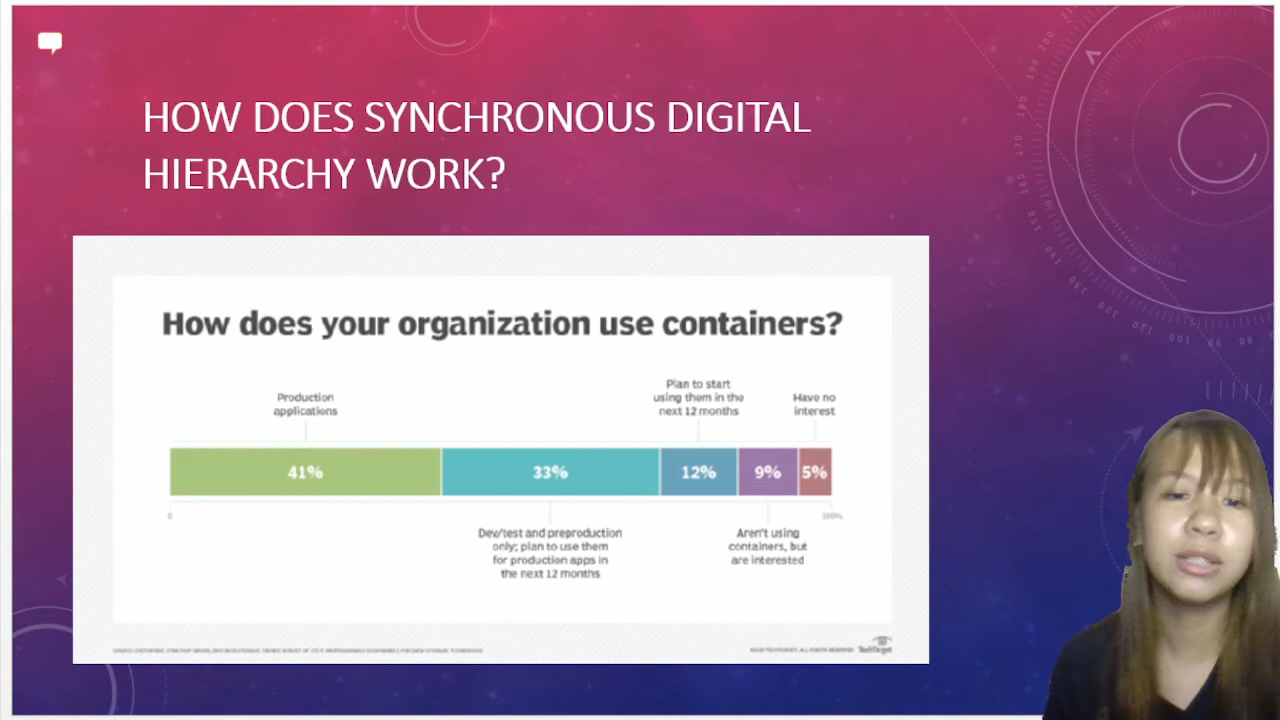 HOW DOES SYNCHRONOUS DIGITAL
HIERARCHY WORK?
How does your organization use containers?
Production
applications
Plan to start
using them in the
next 12 months
Have no
interest
41%
33%
12%
9%
5%
0
100%
Dev/test and preproduction
only; plan to use them
for production apps in
the next 12 months
Aren't using
containers, but
are interested
TechTarget